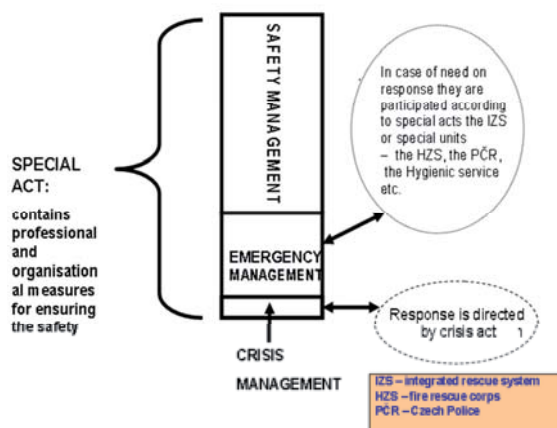 SPECIAL
ACT:
contains
professional
and
organisation
al measures
for ensuring
the safety
SAFETY MANAGEMENT
EMERGENCY
MANAGEMENT
CRISIS
MANAGEMENT
In case of need on
response they are
participated according
to special acts the IZS
or special units
– the HZS, the PČR,
the Hygienic service
etc.
Response is directed
by crisis act
IZS – integrated rescue system
HZS – fire rescue corps
PČR – Czech Police